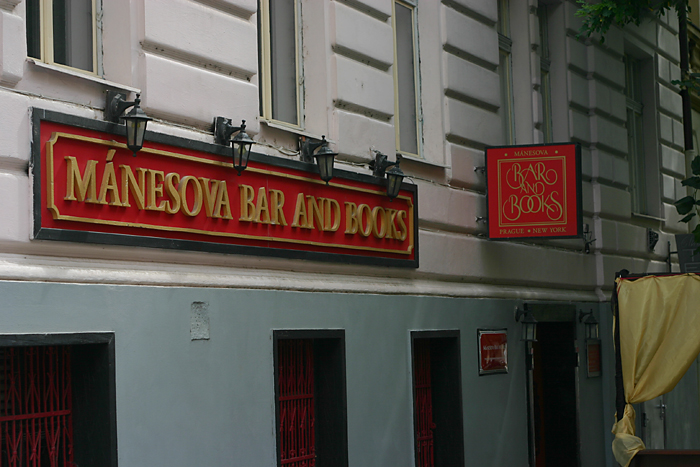 MÁNESOVA BAR AND BOOKS
MÁNESOVA
BAR
AND
BOOKS
PRAGUE • NEW YORK